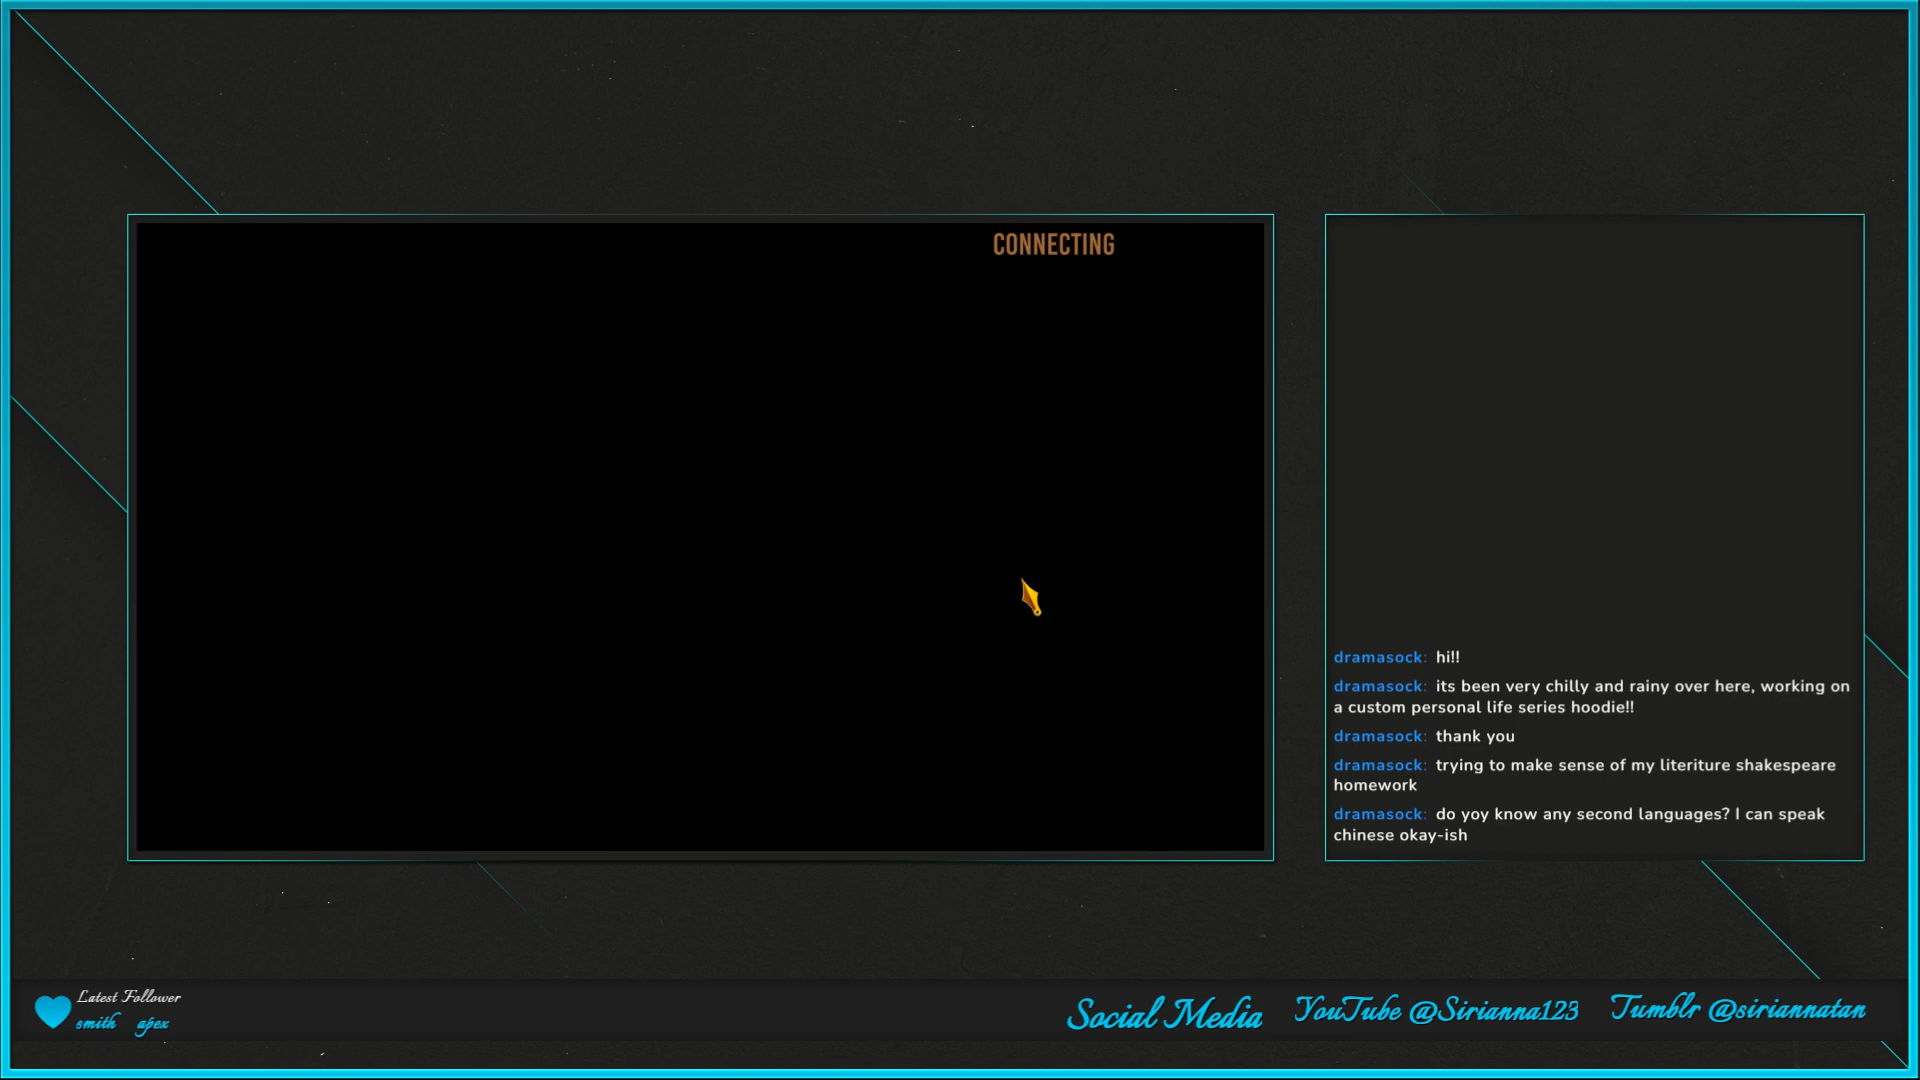 CONNECTING
dramasock: hi!!
dramasock: its been very chilly and rainy over here, working on
a custom personal life series hoodie!!
dramasock: thank you
dramasock: trying to make sense of my literiture shakespeare
homework
dramasock: do yoy know any second languages? I can speak
chinese okay-ish
Latest Follower
smith apex
Social Media YouTube @Sirianna123 Tumblr @siriannatan